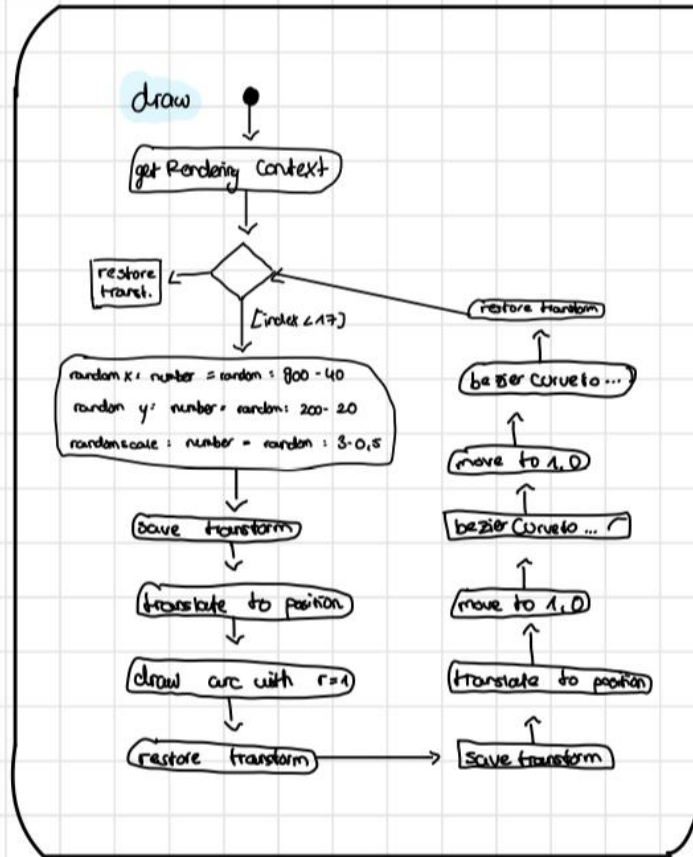 draw
get Rendering Context
restore
transf.
[index < 17]
random x: number = random : 800 - 40
random y: number = random: 200 - 20
randomscale : number = random : 3-0,5
save transform
translate to position
draw arc with r=1
restore transform
save transform
translate to position
move to 1,0
bezier Curveto ...
move to 1,0
bezier Curveto ...
restore transform